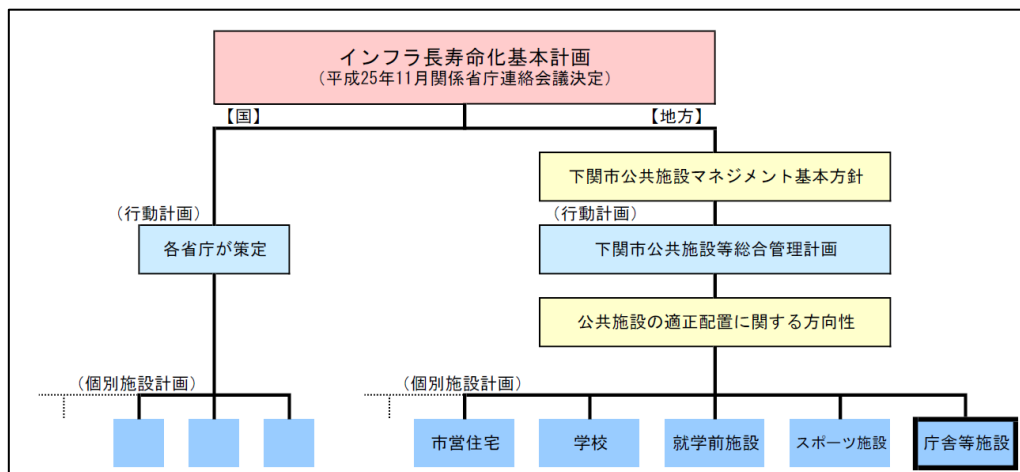 インフラ長寿命化基本計画
（平成25年11月関係省庁連絡会議決定）
【国】
【地方】
下関市公共施設マネジメント基本方針
（行動計画）
（行動計画）
各省庁が策定
下関市公共施設等総合管理計画
公共施設の適正配置に関する方向性
（個別施設計画）
（個別施設計画）
市営住宅
学校
就学前施設
スポーツ施設
庁舎等施設